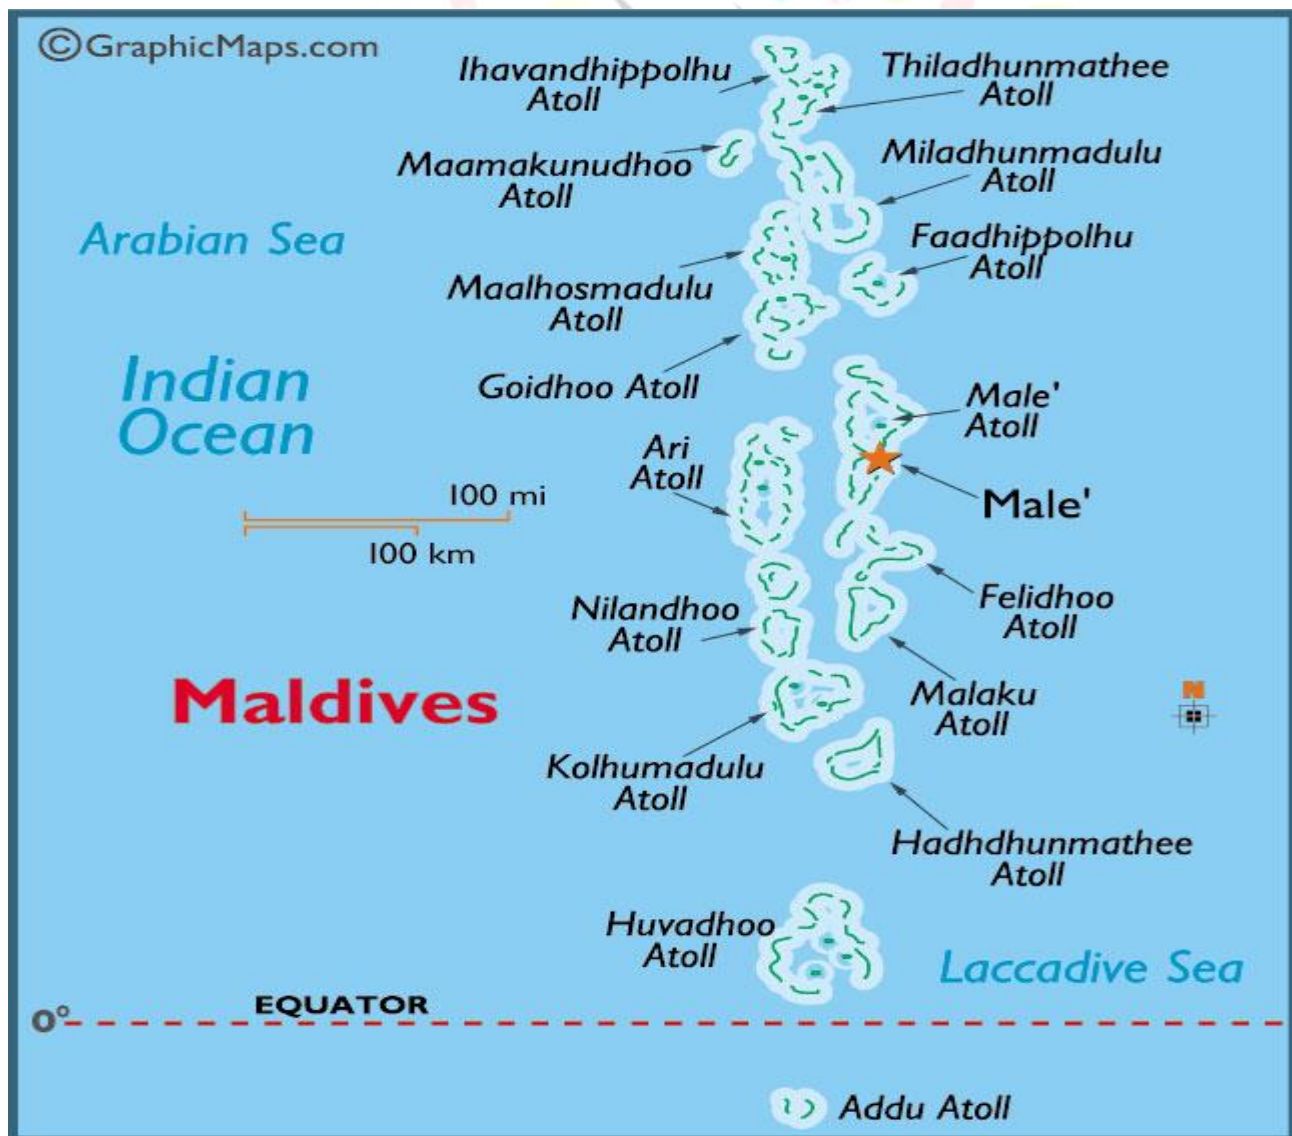 ©GraphicMaps.com
Ihavandhippolhu
Atoll
Thiladhunmathee
Atoll
Maamakunudhoo
Atoll
Miladhunmadulu
Atoll
Arabian Sea
Faadhippolhu
Atoll
Maalhosmadulu
Atoll
Indian
Ocean
Goidhoo Atoll
Male'
Atoll
Ari
Atoll
Male'
100 mi
100 km
Felidhoo
Atoll
Nilandhoo
Atoll
Maldives
Malaku
Atoll
N
Kolhumadulu
Atoll
Hadhdhunmathee
Atoll
Huvadhoo
Atoll
Laccadive Sea
EQUATOR
0°
Addu Atoll